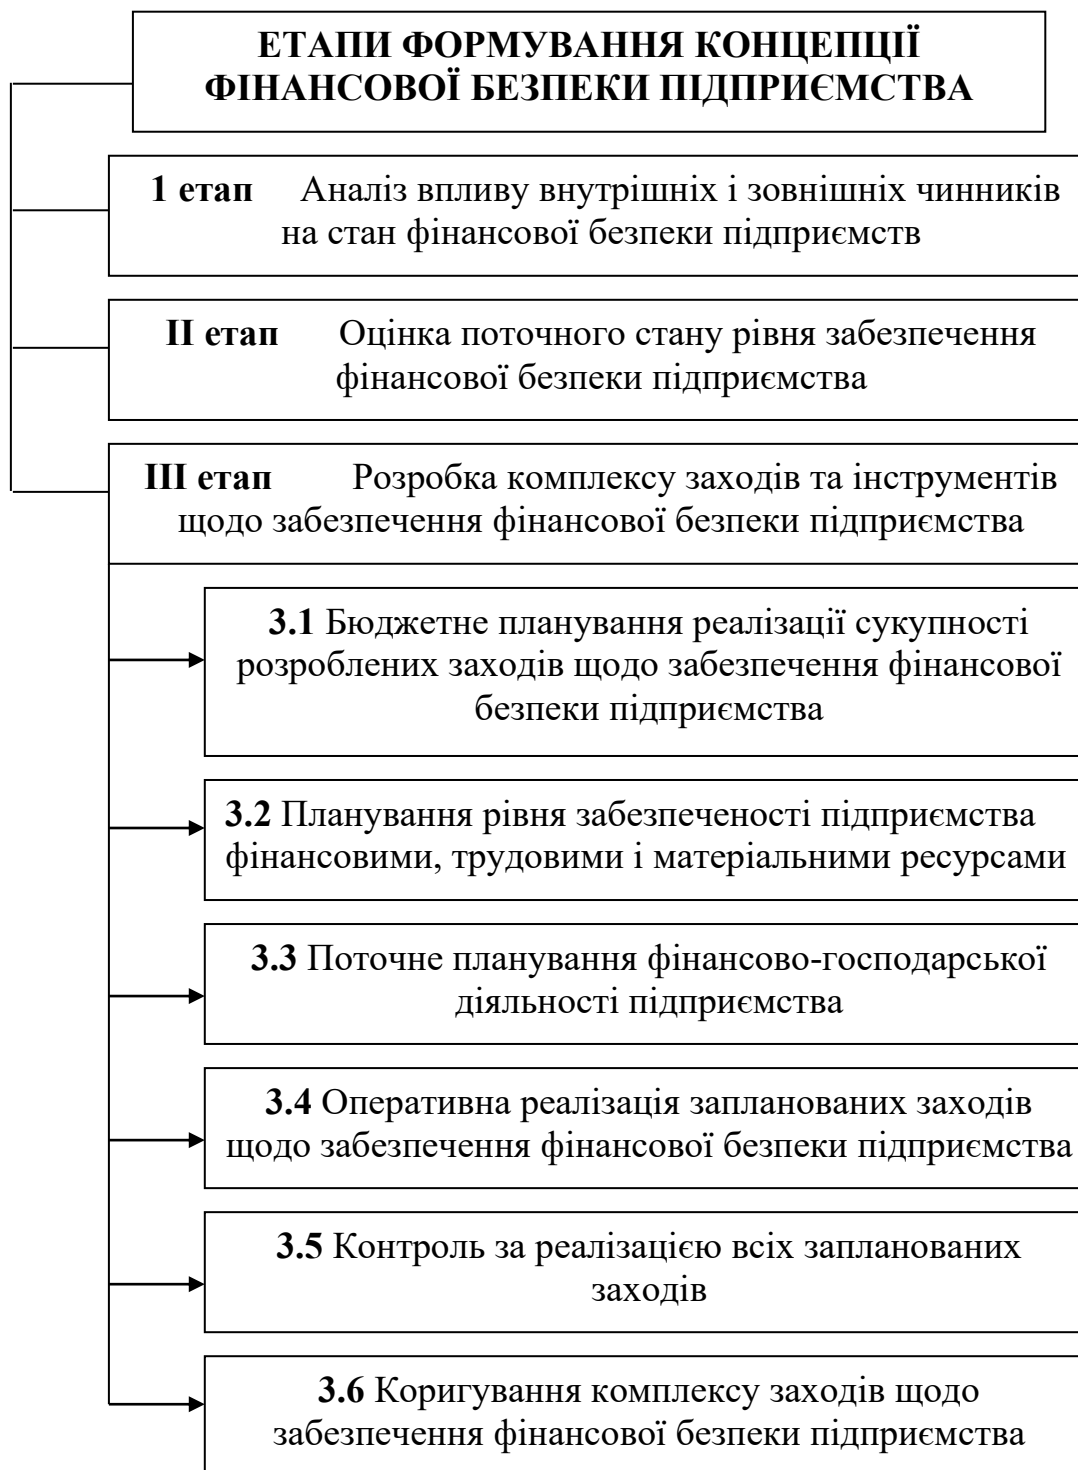 ЕТАПИ ФОРМУВАННЯ КОНЦЕПЦІЇ
ФІНАНСОВОЇ БЕЗПЕКИ ПІДПРИЄМСТВА
1 етап Аналіз впливу внутрішніх і зовнішніх чинників
на стан фінансової безпеки підприємств
ІІ етап Оцінка поточного стану рівня забезпечення
фінансової безпеки підприємства
ІІІ етап Розробка комплексу заходів та інструментів
щодо забезпечення фінансової безпеки підприємства
3.1 Бюджетне планування реалізації сукупності
розроблених заходів щодо забезпечення фінансової
безпеки підприємства
3.2 Планування рівня забезпеченості підприємства
фінансовими, трудовими і матеріальними ресурсами
3.3 Поточне планування фінансово-господарської
діяльності підприємства
3.4 Оперативна реалізація запланованих заходів
щодо забезпечення фінансової безпеки підприємства
3.5 Контроль за реалізацією всіх запланованих
заходів
3.6 Коригування комплексу заходів щодо
забезпечення фінансової безпеки підприємства